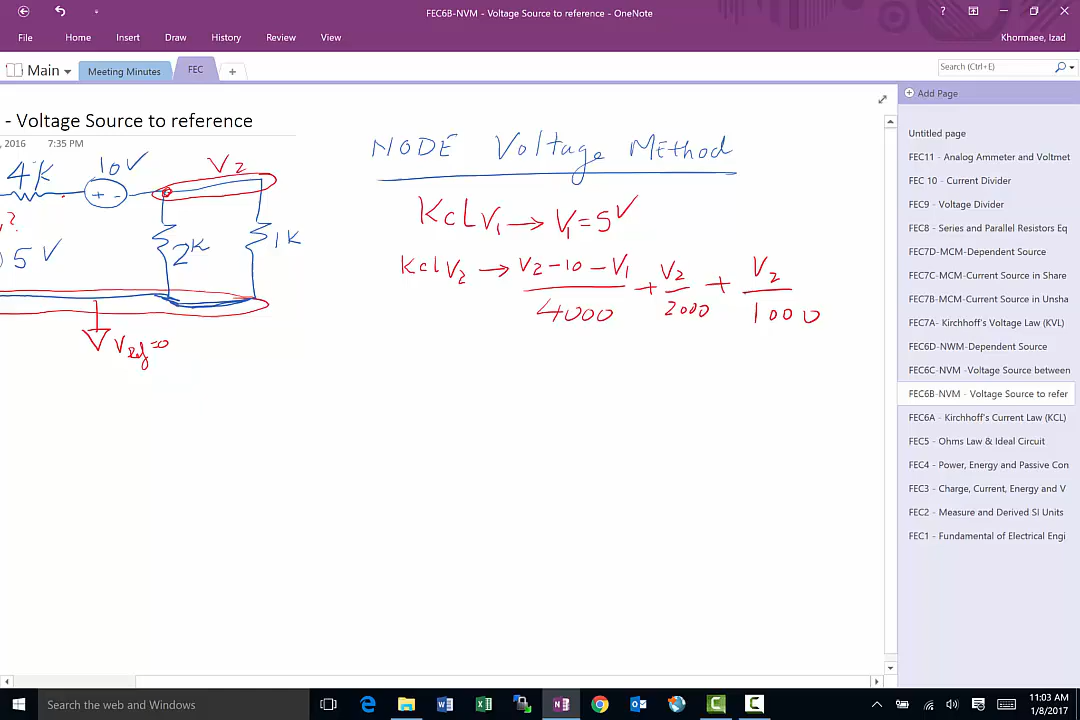 FEC6B-NVM - Voltage Source to reference - OneNote
?
File Home Insert Draw History Review View
Khormaee, Izad
Main Meeting Minutes FEC +
Search (Ctrl+E)
Add Page
- Voltage Source to reference
, 2016 7:35 PM
4K 10V V2
+ -
?
5 V 2K 1K
VRef=0
NODE Voltage Method
KCL V1 → V1 = 5V
KCL V2 → V2 - 10 - V1 / 4000 + V2 / 2000 + V2 / 1000
Untitled page
FEC11 - Analog Ammeter and Voltmet
FEC 10 - Current Divider
FEC9 - Voltage Divider
FEC8 - Series and Parallel Resistors Eq
FEC7D-MCM-Dependent Source
FEC7C-MCM-Current Source in Share
FEC7B-MCM-Current Source in Unsha
FEC7A- Kirchhoff's Voltage Law (KVL)
FEC6D-NWM-Dependent Source
FEC6C-NVM -Voltage Source between
FEC6B-NVM - Voltage Source to refer
FEC6A - Kirchhoff's Current Law (KCL)
FEC5 - Ohms Law & Ideal Circuit
FEC4 - Power, Energy and Passive Con
FEC3 - Charge, Current, Energy and V
FEC2 - Measure and Derived SI Units
FEC1 - Fundamental of Electrical Engi
Search the web and Windows
11:03 AM
1/8/2017